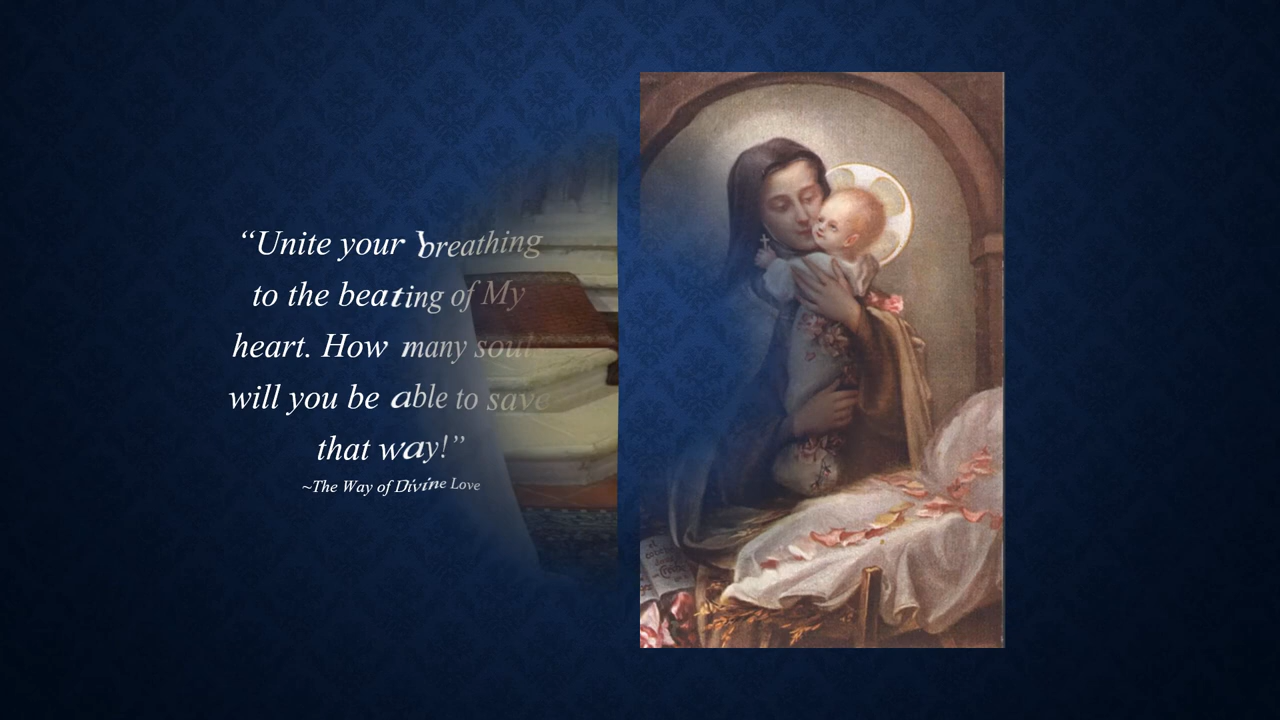 “Unite your breathing
to the beating of My
heart. How many souls
will you be able to save
that way!”
~The Way of Divine Love